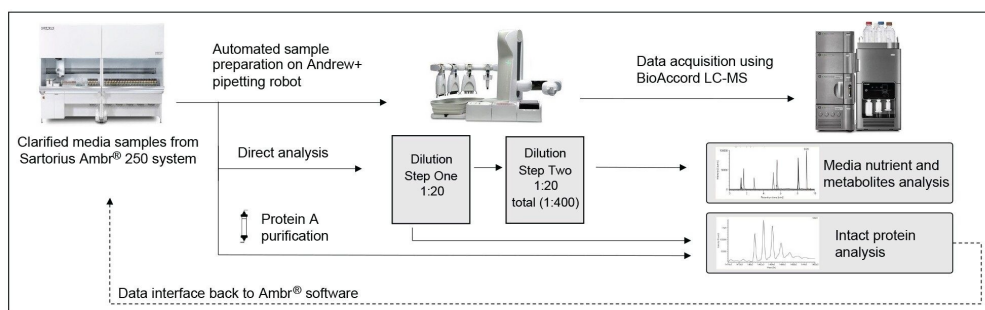 Automated sample
preparation on Andrew+
pipetting robot
Data acquisition using
BioAccord LC-MS
Clarified media samples from
Sartorius Ambr® 250 system
Direct analysis
Dilution
Step One
1:20
Dilution
Step Two
1:20
total (1:400)
Media nutrient and
metabolites analysis
Protein A
purification
Intact protein
analysis
Data interface back to Ambr® software